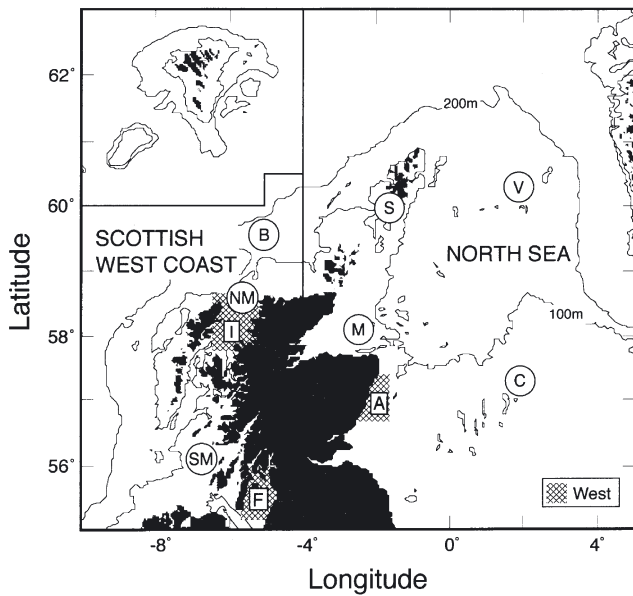 62°
200m
V
60°
S
B
SCOTTISH
WEST COAST
NORTH SEA
NM
100m
I
M
58°
C
A
SM
56°
F
West
-8°
-4°
0°
4°
Latitude
Longitude